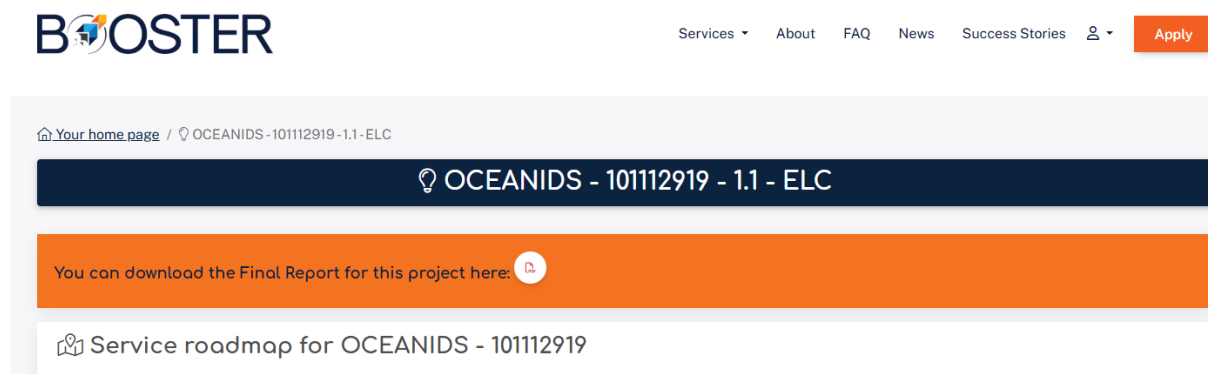 BOOSTER
Services About FAQ News Success Stories Apply
Your home page / OCEANIDS - 101112919 - 1.1 - ELC
OCEANIDS - 101112919 - 1.1 - ELC
You can download the Final Report for this project here:
Service roadmap for OCEANIDS - 101112919